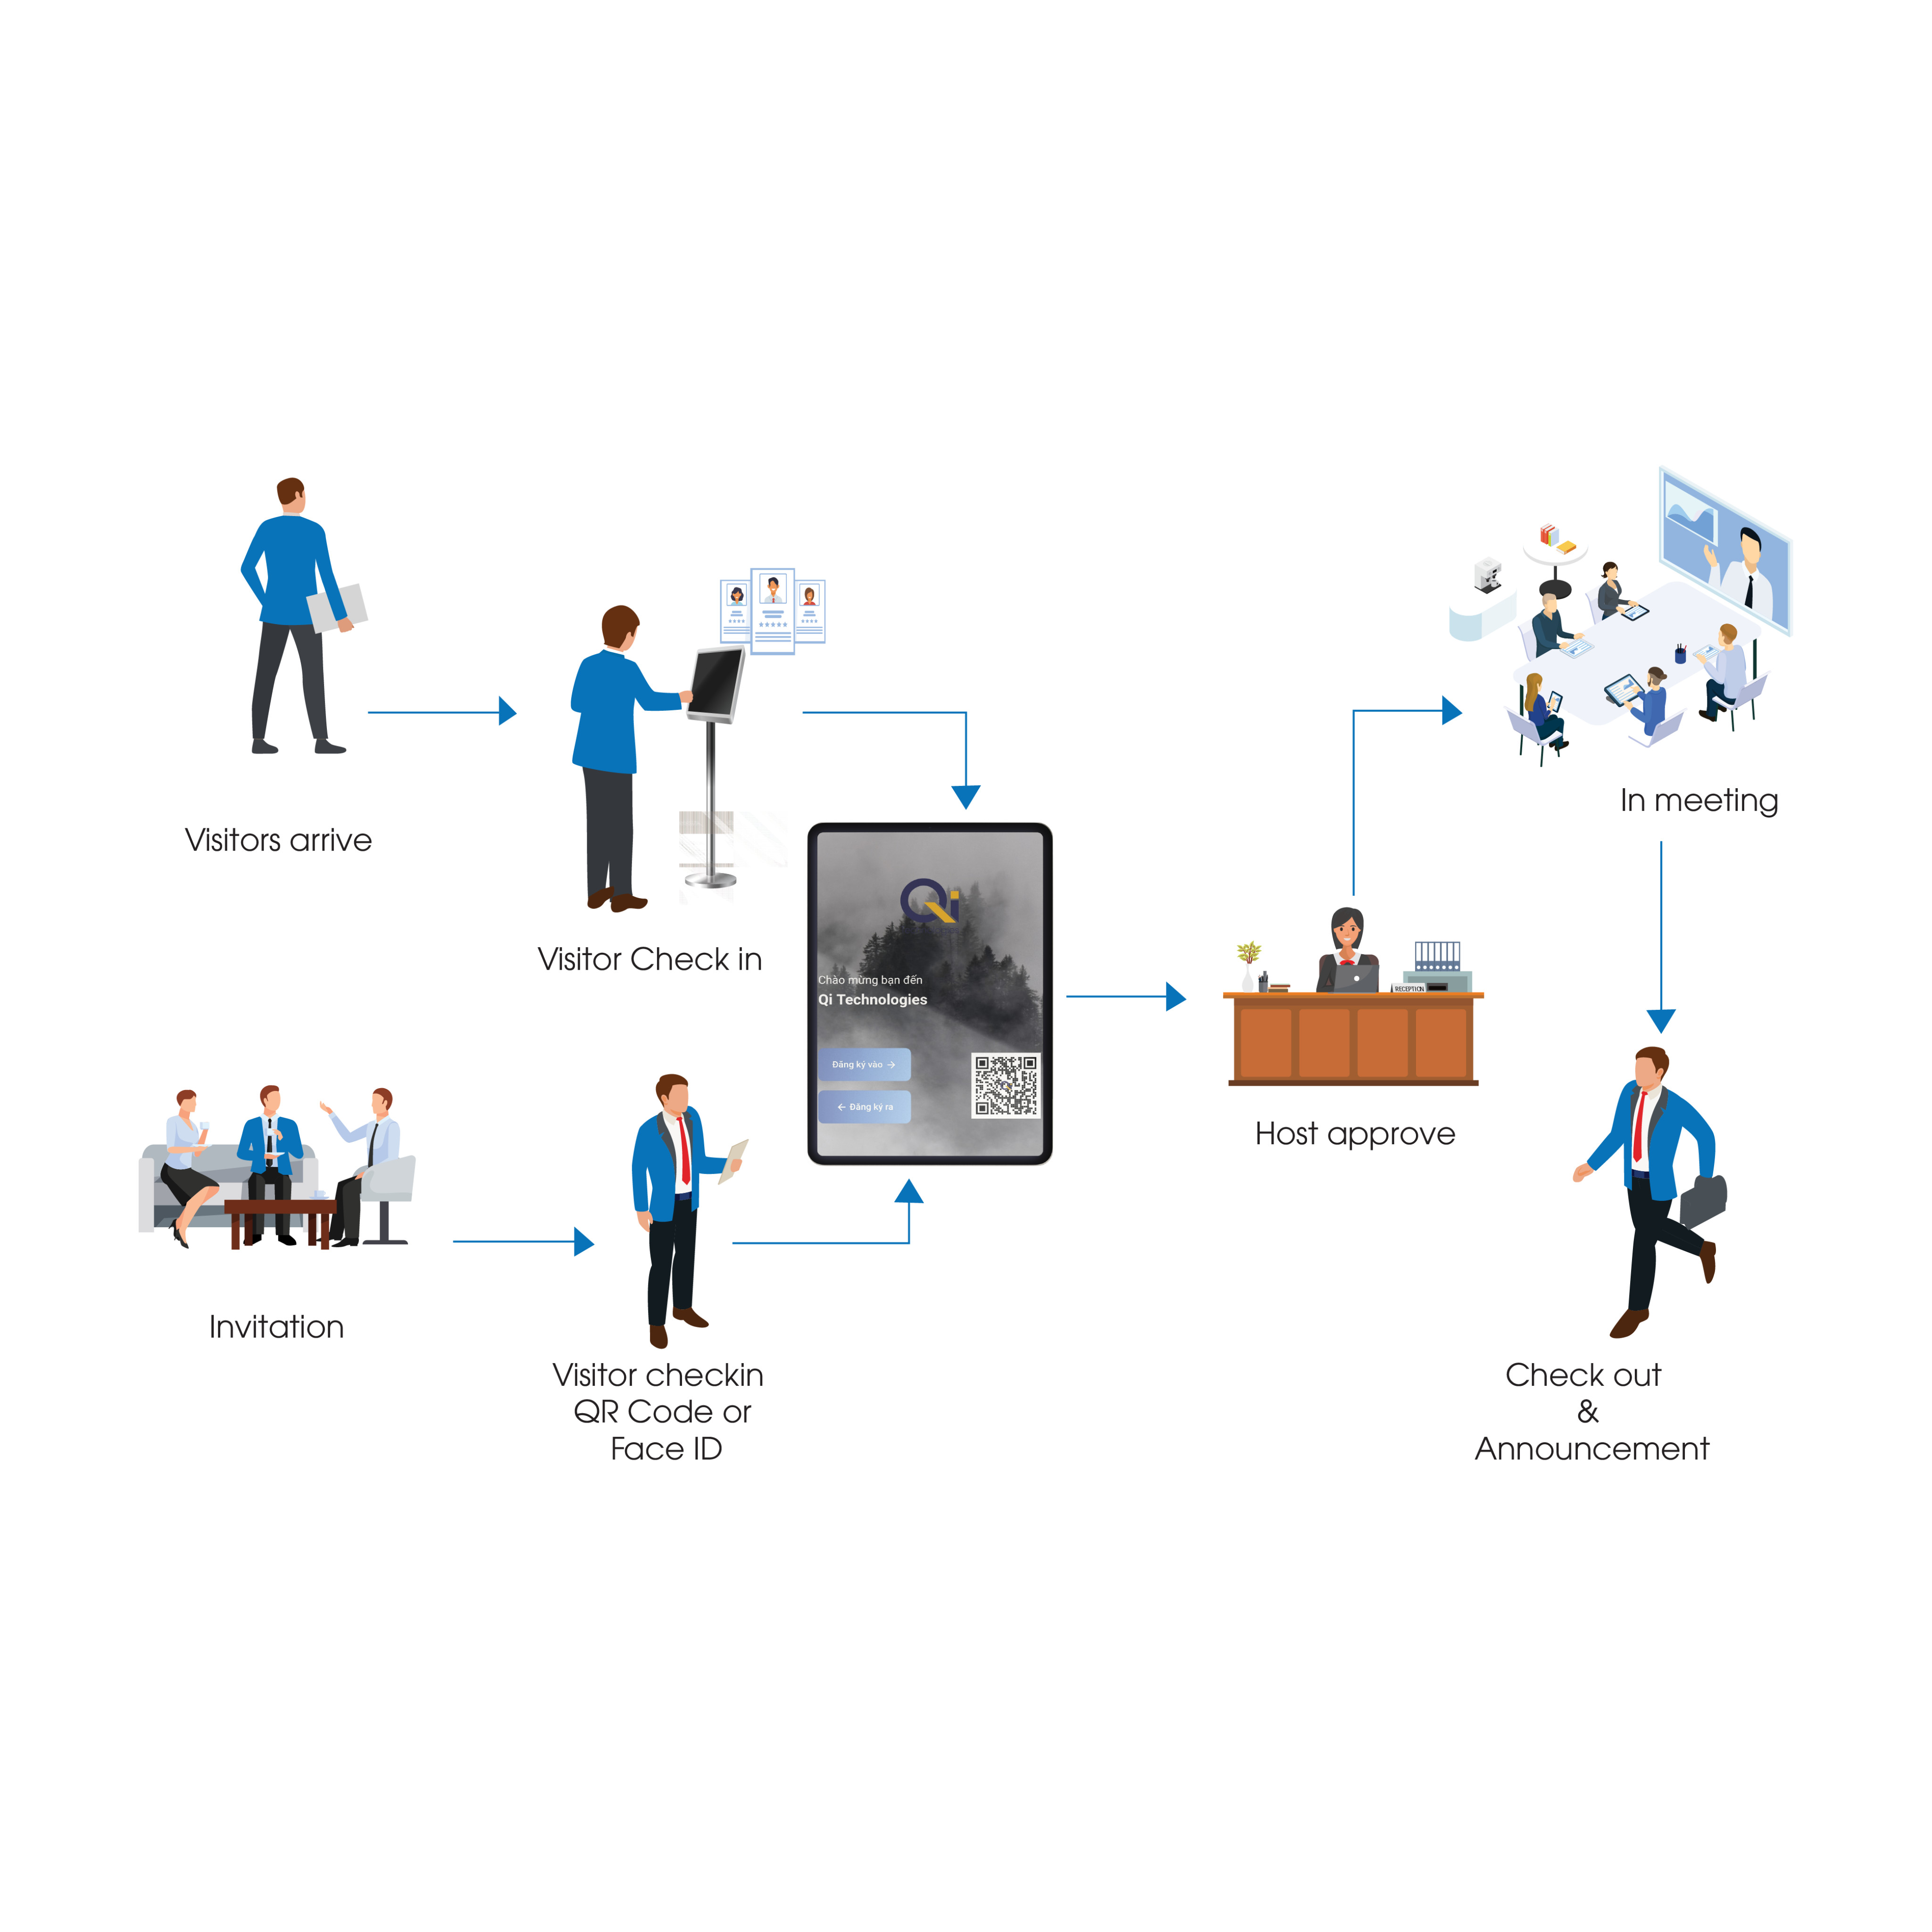 Visitors arrive
Visitor Check in
Invitation
Visitor checkin
QR Code or
Face ID
Qi
Chào mừng bạn đến
Qi Technologies
Đăng ký vào →
← Đăng ký ra
RECEPTION
Host approve
In meeting
Check out
&
Announcement